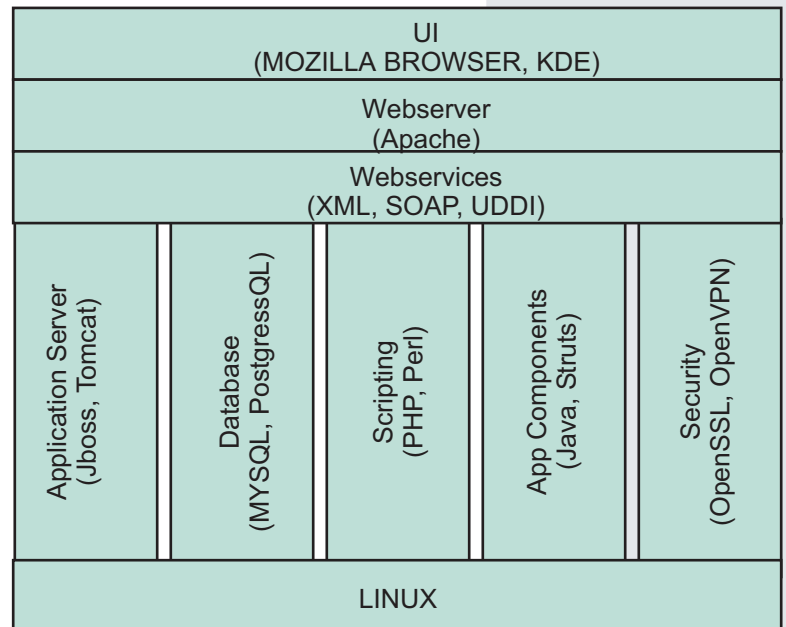 UI
(MOZILLA BROWSER, KDE)
Webserver
(Apache)
Webservices
(XML, SOAP, UDDI)
Application Server
(Jboss, Tomcat)
Database
(MYSQL, PostgressQL)
Scripting
(PHP, Perl)
App Components
(Java, Struts)
Security
(OpenSSL, OpenVPN)
LINUX